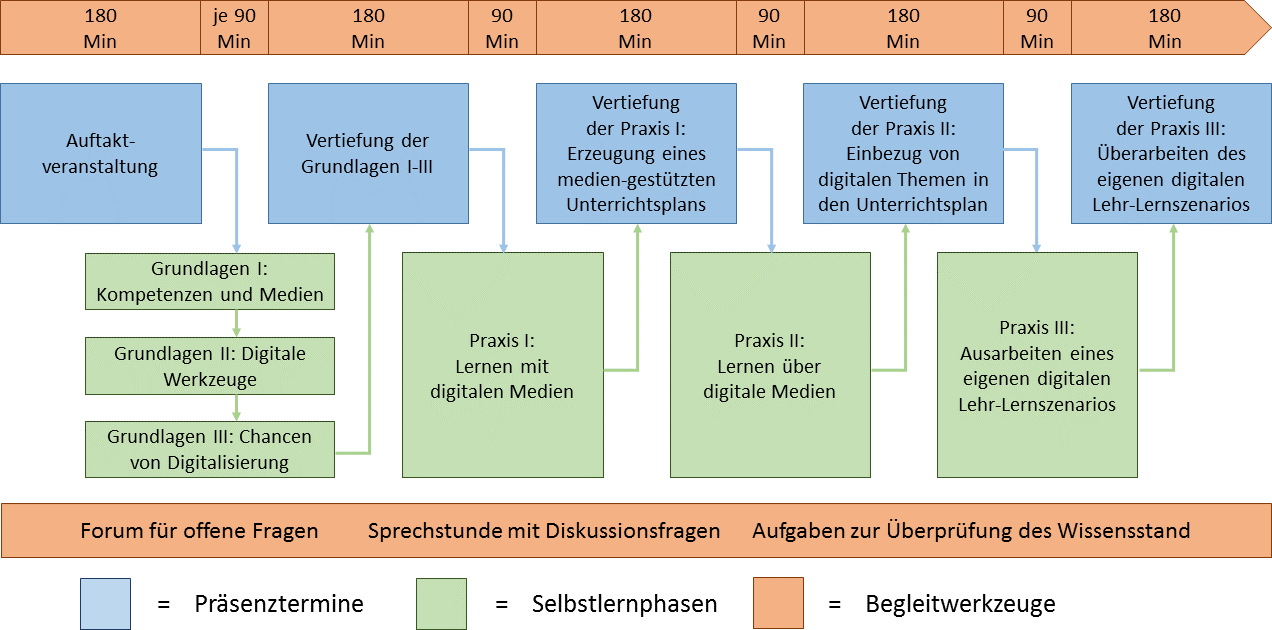 180
Min
je 90
Min
180
Min
90
Min
180
Min
90
Min
180
Min
90
Min
180
Min
Auftakt-
veranstaltung
Vertiefung der
Grundlagen I-III
Vertiefung
der Praxis I:
Erzeugung eines
medien-gestützten
Unterrichtsplans
Vertiefung
der Praxis II:
Einbezug von
digitalen Themen in
den Unterrichtsplan
Vertiefung
der Praxis III:
Überarbeiten des
eigenen digitalen
Lehr-Lernszenarios
Grundlagen I:
Kompetenzen und Medien
Grundlagen II: Digitale
Werkzeuge
Grundlagen III: Chancen
von Digitalisierung
Praxis I:
Lernen mit
digitalen Medien
Praxis II:
Lernen über
digitale Medien
Praxis III:
Ausarbeiten eines
eigenen digitalen
Lehr-Lernszenarios
Forum für offene Fragen Sprechstunde mit Diskussionsfragen Aufgaben zur Überprüfung des Wissensstand
= Präsenztermine = Selbstlernphasen = Begleitwerkzeuge